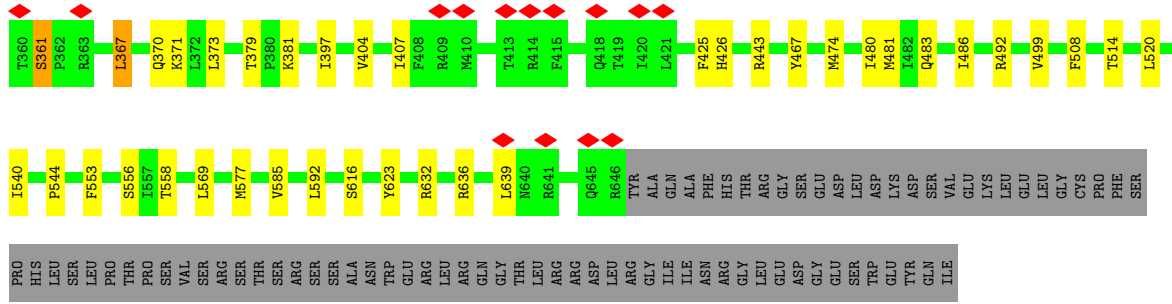 T360 S361 P362 R363 L367 Q370 K371 L372 L373 T379 P380 K381 I397 V404 I407 F408 R409 M410 T413 R414 F415 Q418 T419 I420 L421 F425 H426 R443 Y467 M474 I480 M481 I482 Q483 I486 R492 V499 F508 T514 L520
I540 P544 F553 S556 I557 T558 L569 M577 V585 L592 S616 Y623 R632 R636 L639 N640 R641 Q645 R646 TYR ALA GLN ALA PHE HIS THR ARG GLY SER GLU ASP LEU ASP LYS ASP SER VAL GLU LYS LEU GLU LEU GLY CYS PRO PHE SER
PRO HIS LEU SER LEU PRO THR PRO SER VAL SER ARG SER THR SER ARG SER SER ALA ASN TRP GLU ARG LEU ARG GLN GLY THR LEU ARG ARG ASP LEU ARG GLY ILE ILE ASN ARG GLY LEU GLU ASP GLY GLU SER TRP TYR GLN ILE